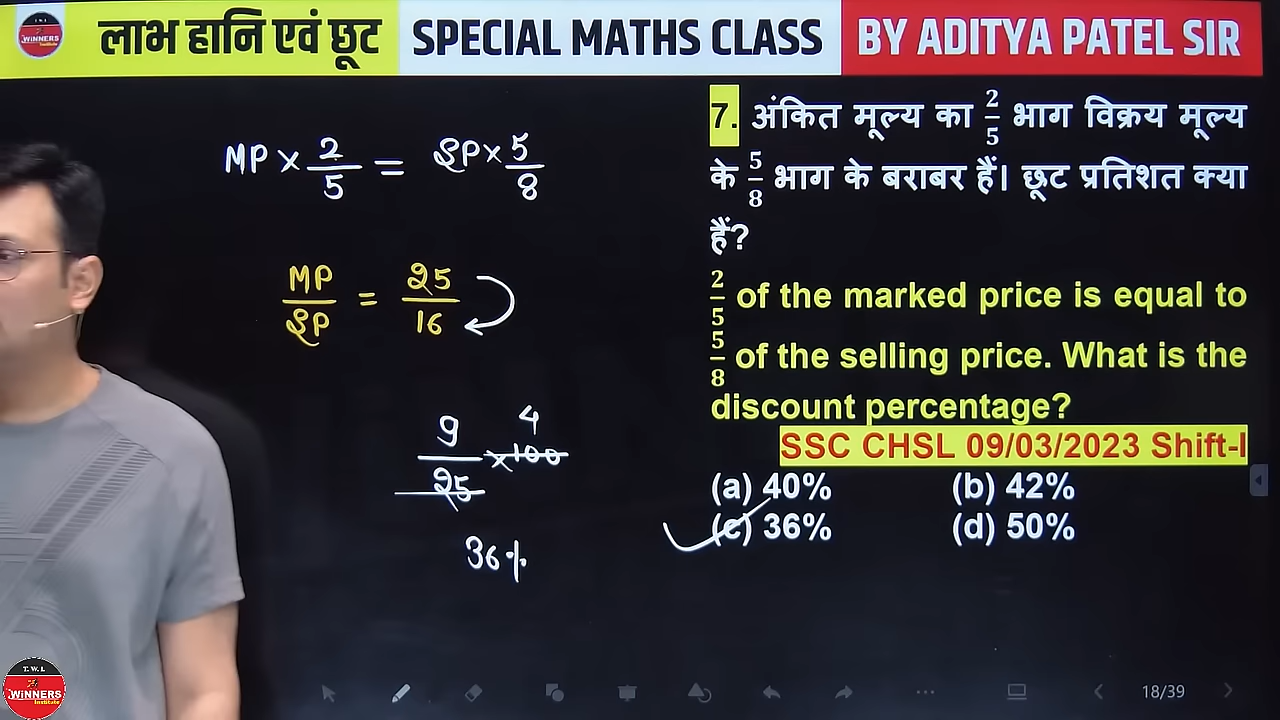 T.W.I.
WiNNERS
Institute
लाभ हानि एवं छूट
SPECIAL MATHS CLASS
BY ADITYA PATEL SIR
MP × 2/5 = SP × 5/8
MP/SP = 25/16
9/25 × 100 4
36%
7. अंकित मूल्य का 2/5 भाग विक्रय मूल्य
के 5/8 भाग के बराबर हैं। छूट प्रतिशत क्या
हैं?
2/5 of the marked price is equal to
5/8 of the selling price. What is the
discount percentage?
SSC CHSL 09/03/2023 Shift-I
(a) 40% (b) 42%
(c) 36% (d) 50%
T.W.I.
WiNNERS
Institute
18/39